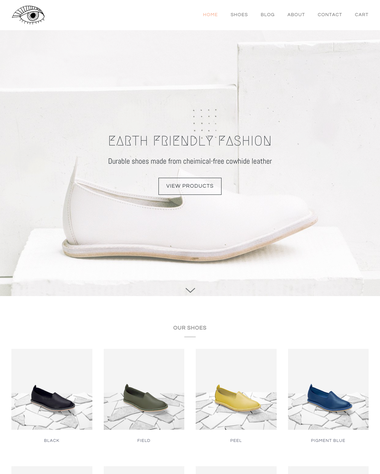 HOME SHOES BLOG ABOUT CONTACT CART
EARTH FRIENDLY FASHION
Durable shoes made from cheimical-free cowhide leather
VIEW PRODUCTS
OUR SHOES
BLACK FIELD PEEL PIGMENT BLUE